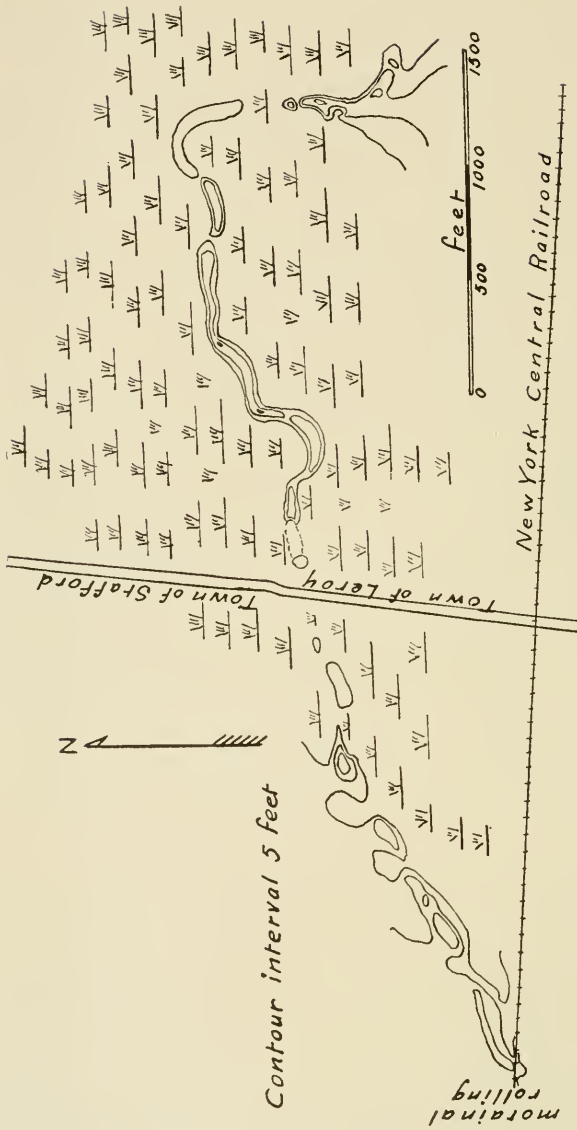 Town of Stafford
Town of Leroy
N
Contour interval 5 feet
feet
0 500 1000 1500
New York Central Railroad
morainal
rolling